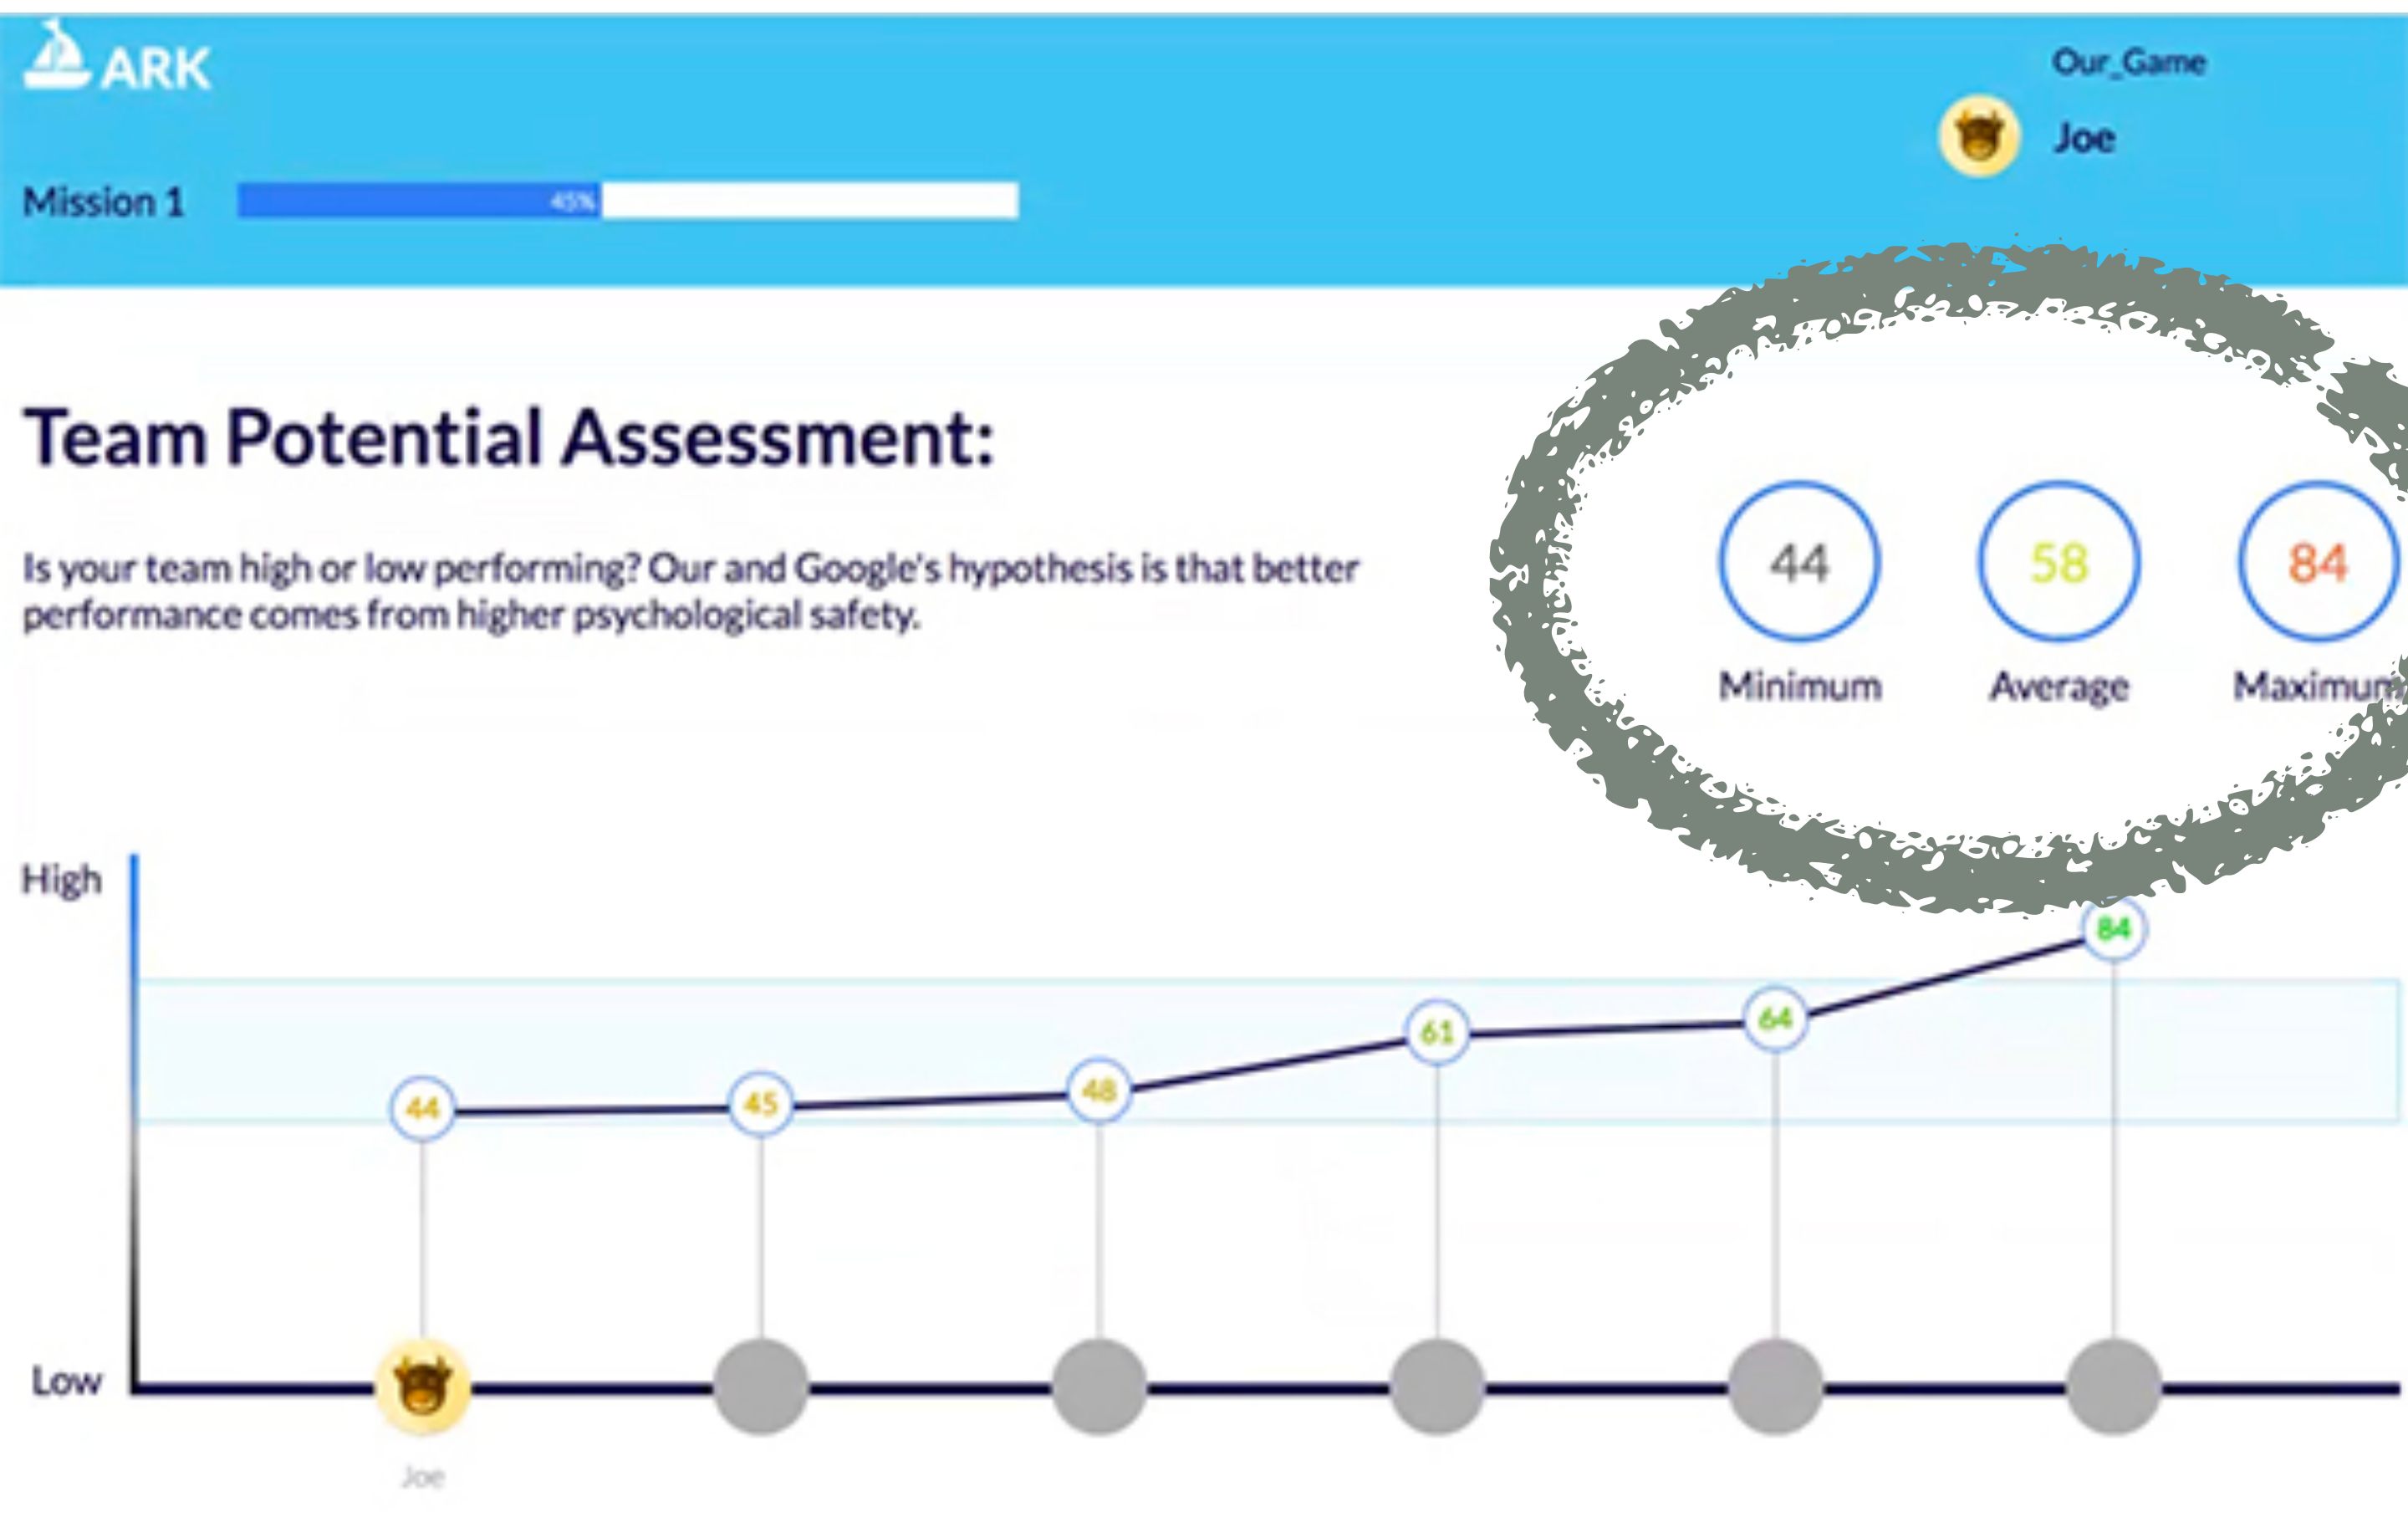 ARK
Our_Game
Joe
Mission 1
45%
Team Potential Assessment:
Is your team high or low performing? Our and Google's hypothesis is that better
performance comes from higher psychological safety.
44
58
84
Minimum
Average
Maximum
High
84
64
61
48
45
44
Low
Joe